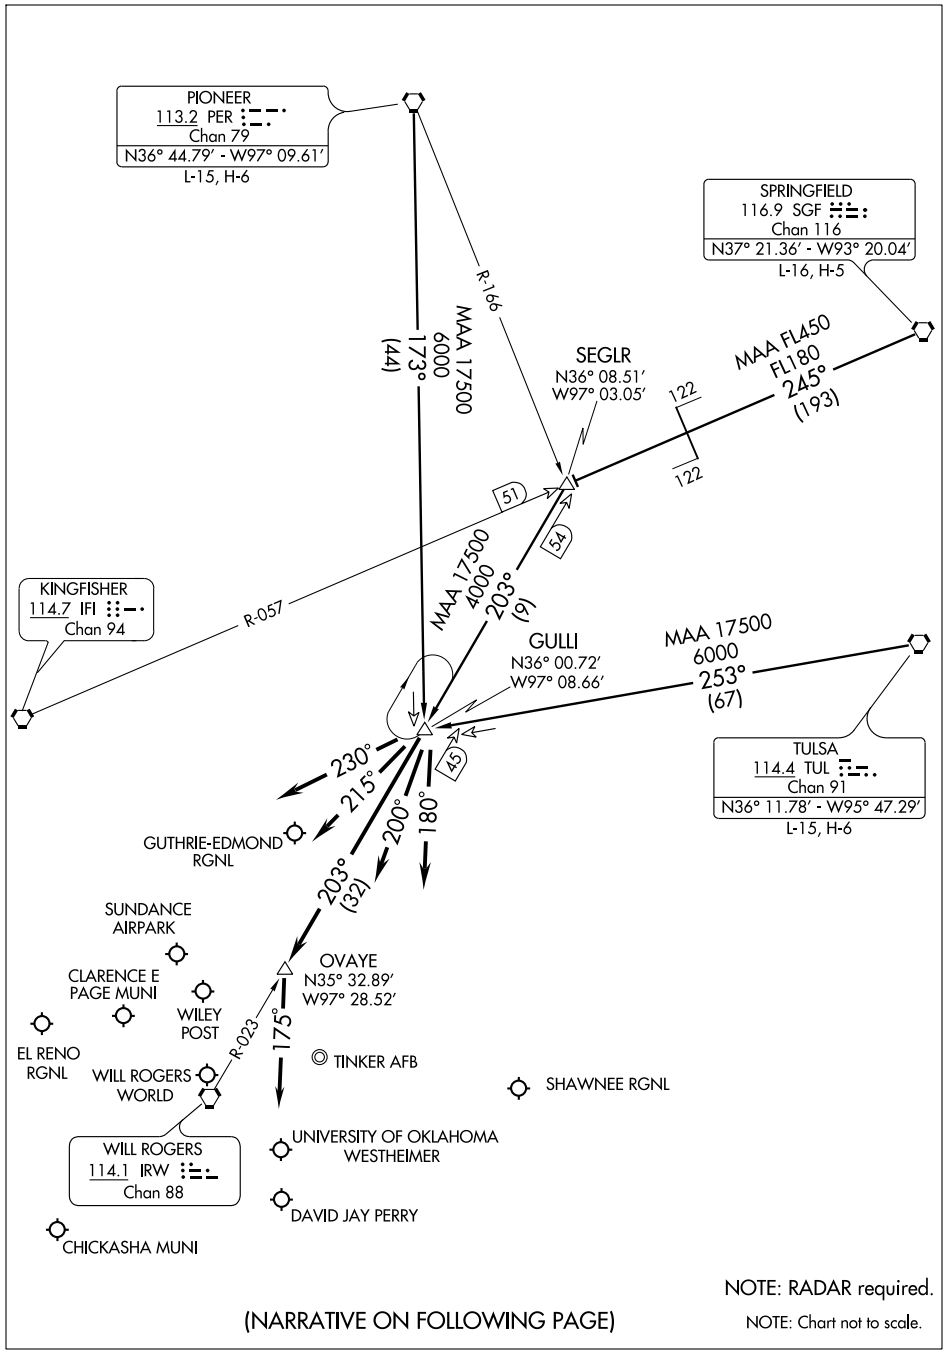 PIONEER
113.2 PER
Chan 79
N36° 44.79' - W97° 09.61'
L-15, H-6
SPRINGFIELD
116.9 SGF
Chan 116
N37° 21.36' - W93° 20.04'
L-16, H-5
R-166
MAA 17500
6000
173°
(44)
SEGLR
N36° 08.51'
W97° 03.05'
MAA FL450
FL180
245°
(193)
122
122
51
54
KINGFISHER
114.7 IFI
Chan 94
R-057
MAA 17500
4000
203°
(9)
GULLI
N36° 00.72'
W97° 08.66'
MAA 17500
6000
253°
(67)
TULSA
114.4 TUL
Chan 91
N36° 11.78' - W95° 47.29'
L-15, H-6
45
230°
215°
200°
180°
203°
(32)
GUTHRIE-EDMOND
RGNL
SUNDANCE
AIRPARK
CLARENCE E
PAGE MUNI
WILEY
POST
EL RENO
RGNL
OVAYE
N35° 32.89'
W97° 28.52'
R-023
175°
TINKER AFB
WILL ROGERS
WORLD
SHAWNEE RGNL
WILL ROGERS
114.1 IRW
Chan 88
UNIVERSITY OF OKLAHOMA
WESTHEIMER
DAVID JAY PERRY
CHICKASHA MUNI
NOTE: RADAR required.
(NARRATIVE ON FOLLOWING PAGE)
NOTE: Chart not to scale.